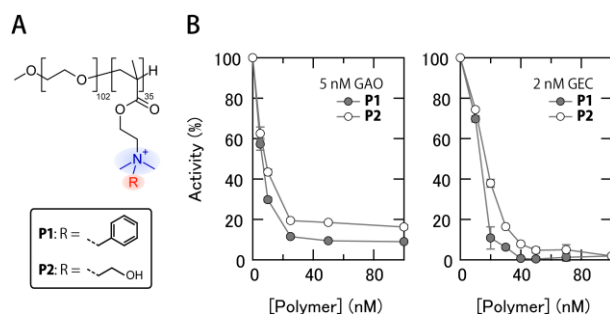 A
O
O
H
102
35
O
O
N+
R
P1: R =
P2: R =
OH
B
Activity (%)
100
80
60
40
20
0
5 nM GAO
P1
P2
0
40
80
[Polymer] (nM)
100
80
60
40
20
0
2 nM GEC
P1
P2
0
40
80
[Polymer] (nM)